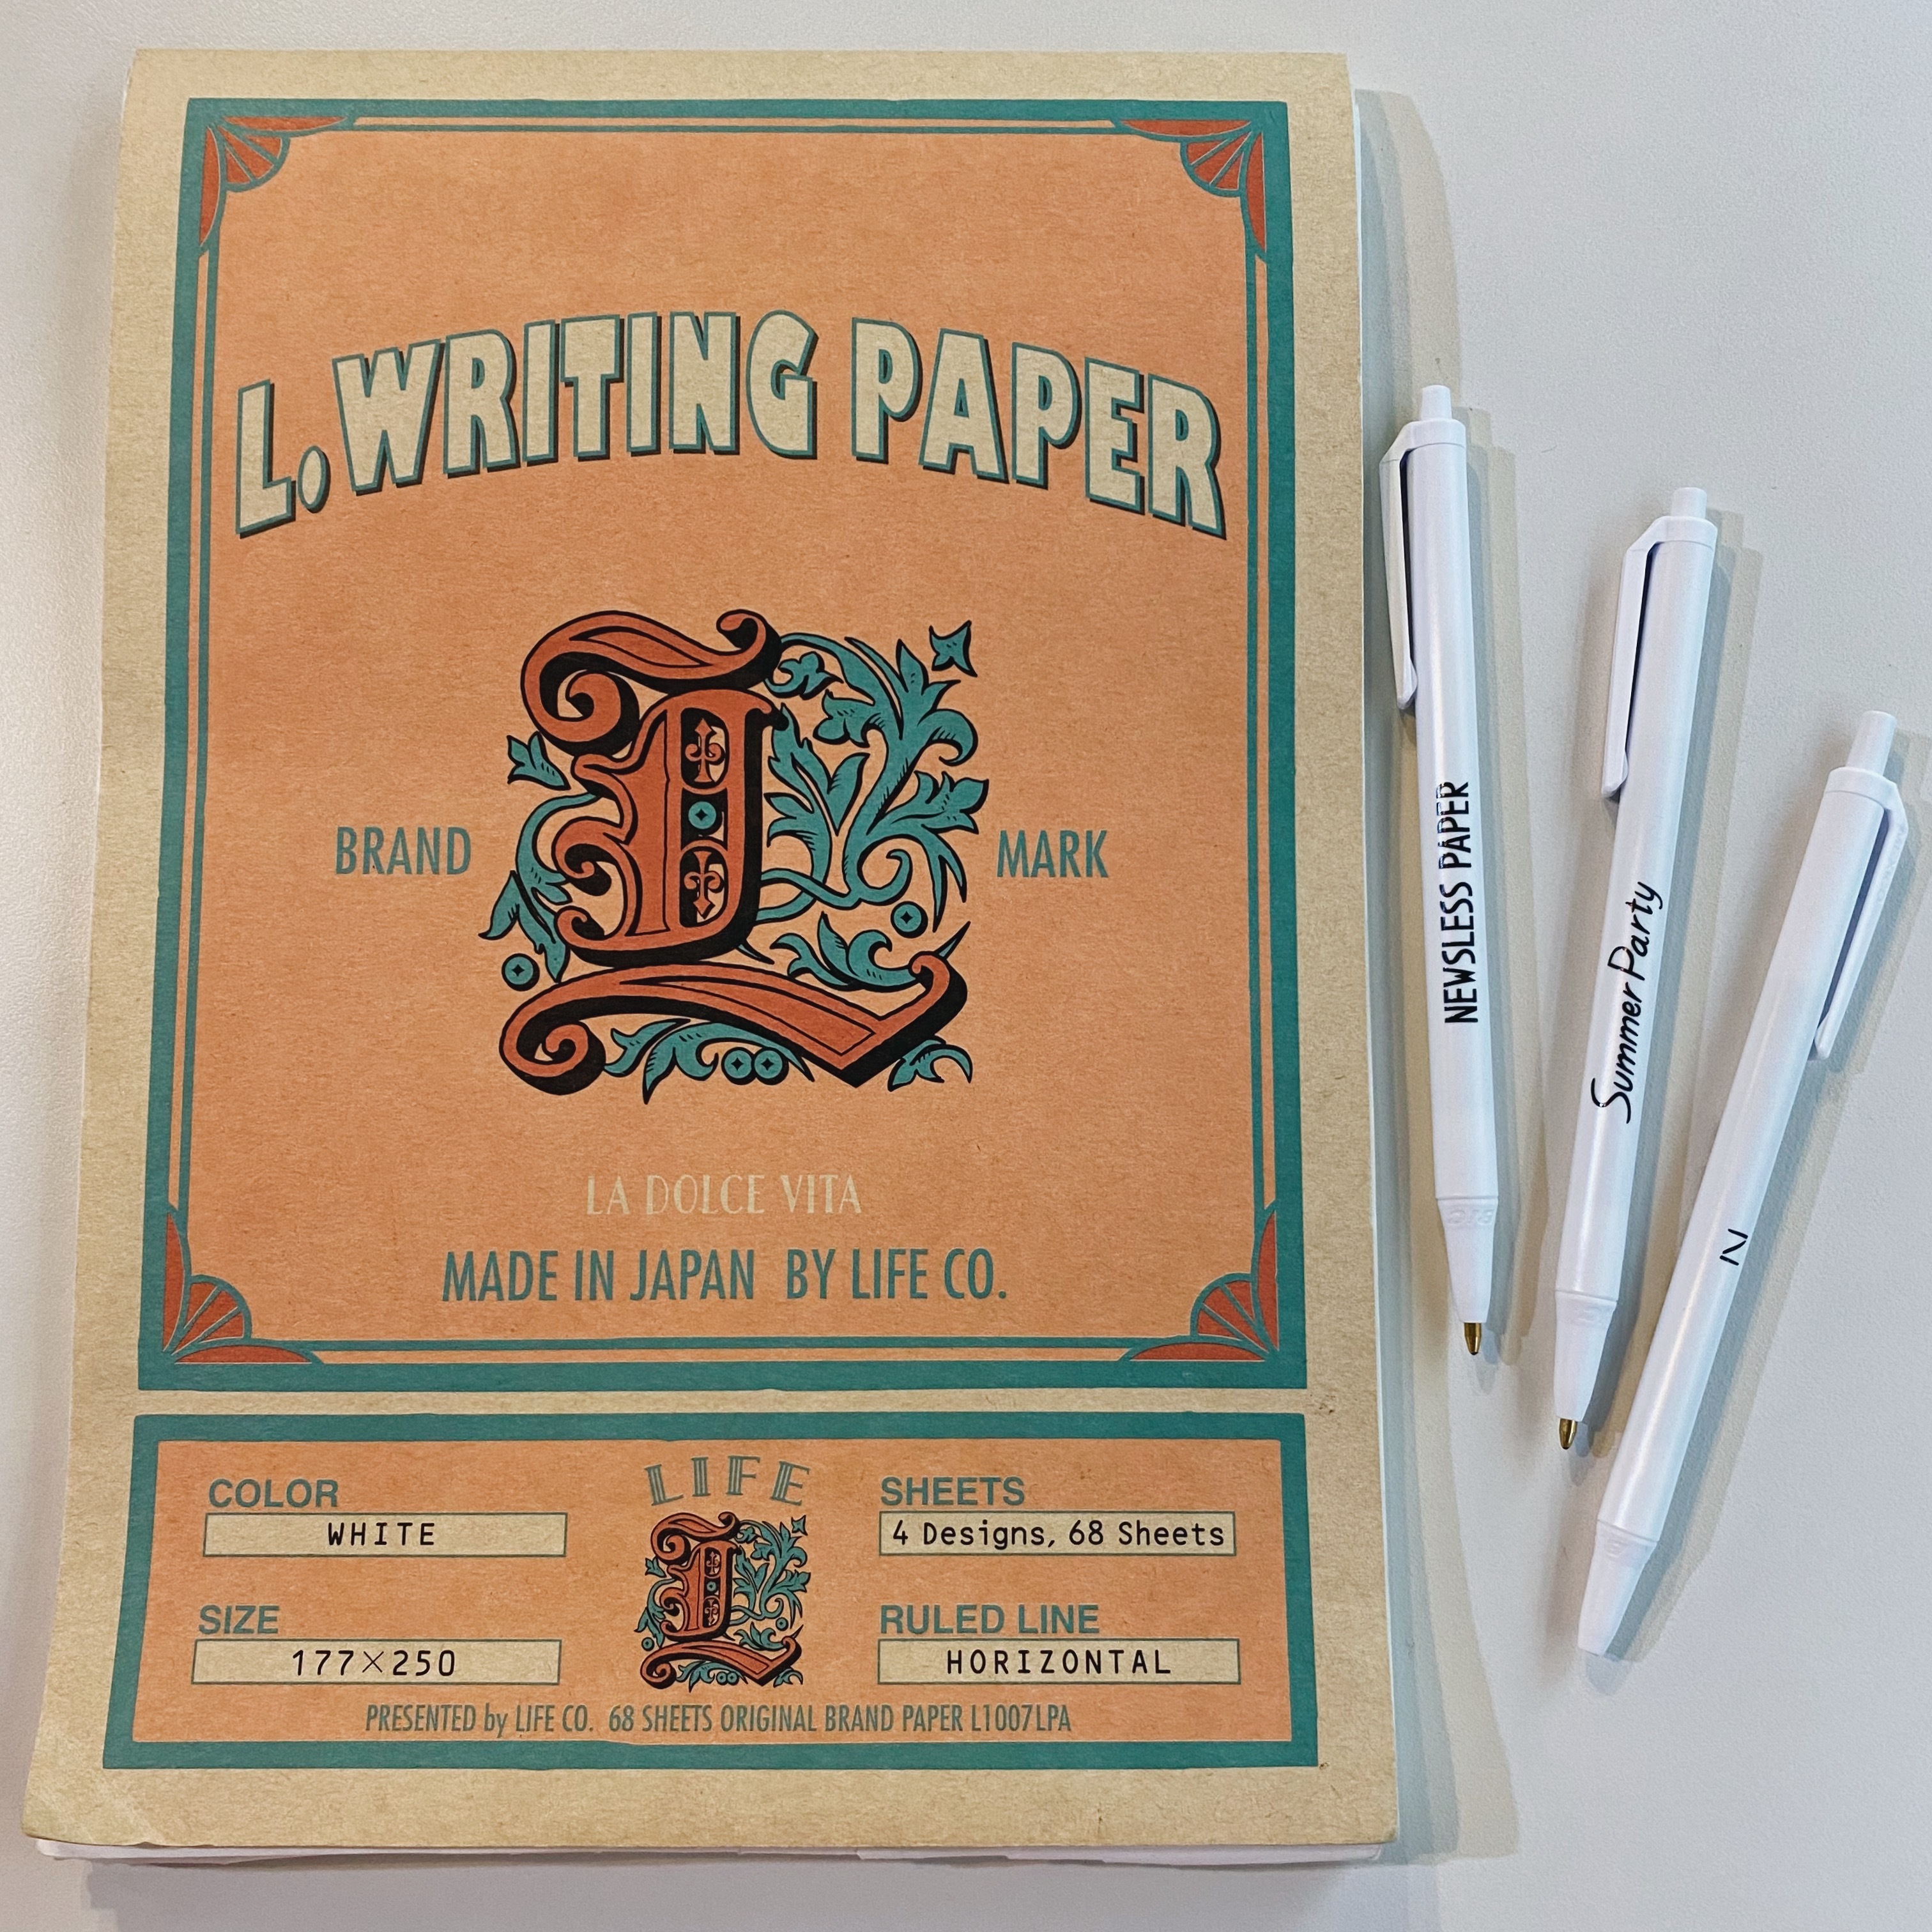 L.WRITING PAPER
BRAND
MARK
LA DOLCE VITA
MADE IN JAPAN BY LIFE CO.
COLOR
WHITE
SIZE
177×250
LIFE
SHEETS
4 Designs, 68 Sheets
RULED LINE
HORIZONTAL
PRESENTED by LIFE CO. 68 SHEETS ORIGINAL BRAND PAPER L1007LPA
NEWSLESS PAPER
BIC
Summer Party